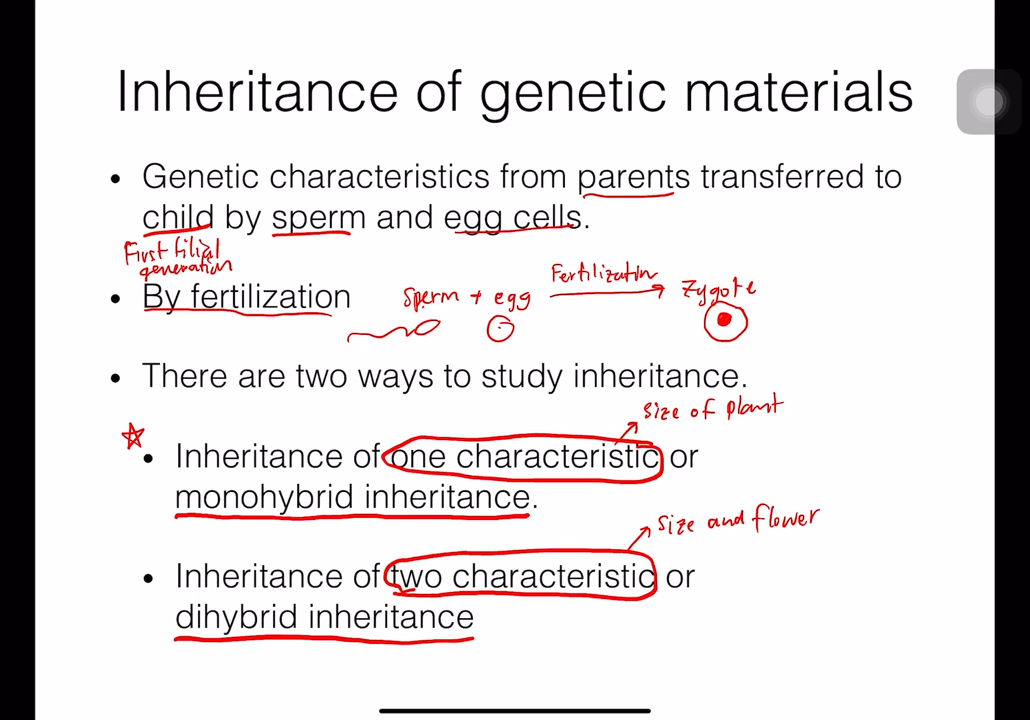 Inheritance of genetic materials
• Genetic characteristics from parents transferred to
child by sperm and egg cells.
First filial
generation
• By fertilization
Sperm + egg
Fertilization
Zygote
• There are two ways to study inheritance.
Size of plant
• Inheritance of one characteristic or
monohybrid inheritance.
Size and flower
• Inheritance of two characteristic or
dihybrid inheritance